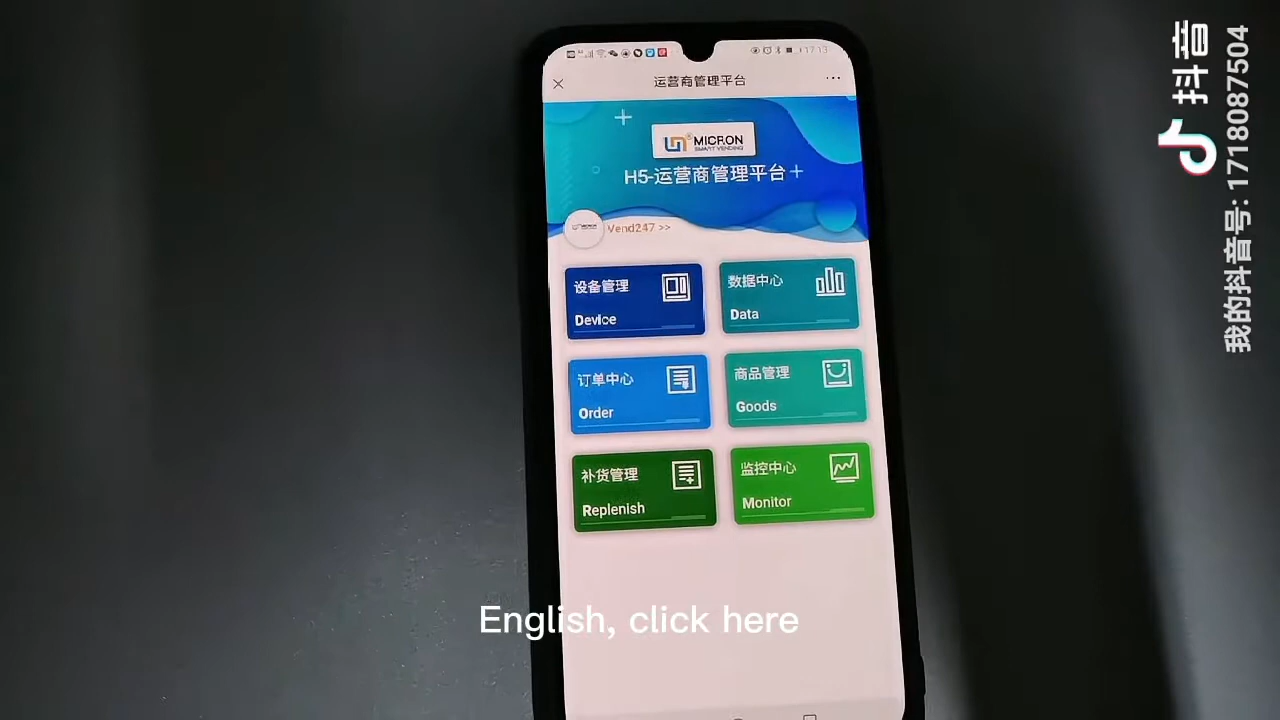 17:13
运营商管理平台
MICRON
SMART VENDING
H5-运营商管理平台
Vend247 >>
设备管理
Device
数据中心
Data
订单中心
Order
商品管理
Goods
补货管理
Replenish
监控中心
Monitor
English, click here
抖音
我的抖音号: 1718087504